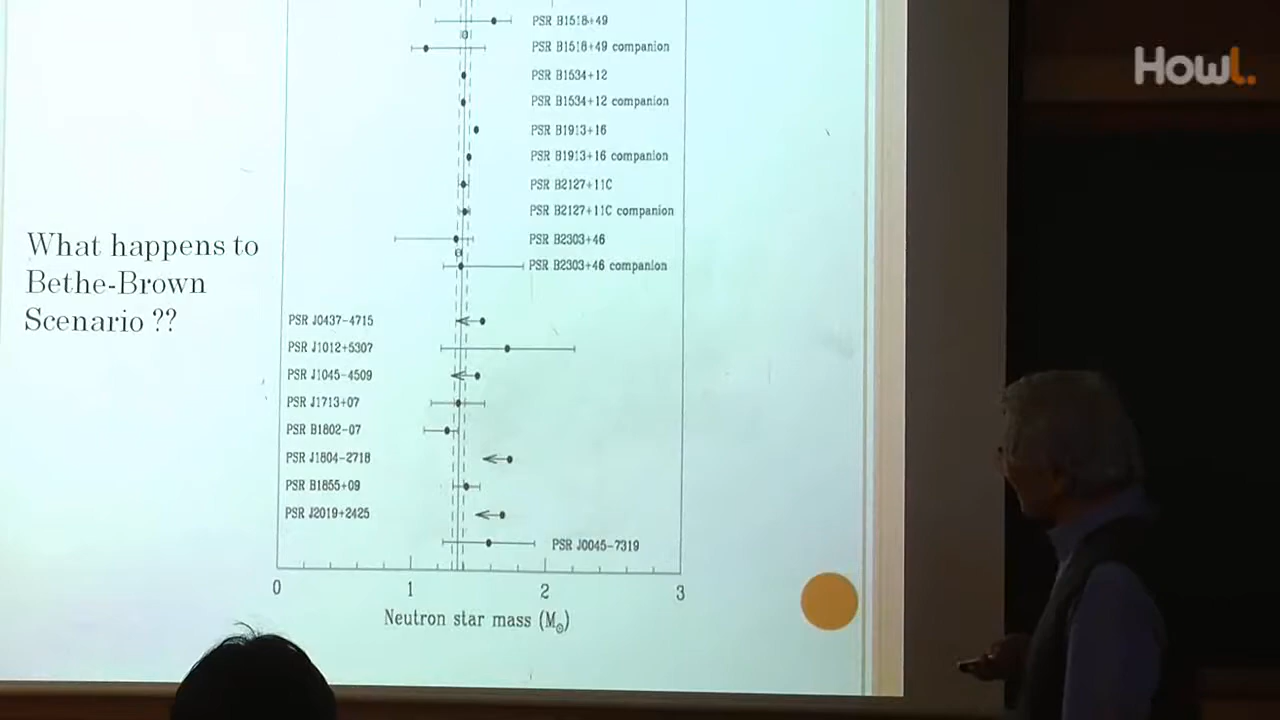 Howl.
PSR B1518+49
PSR B1518+49 companion
PSR B1534+12
PSR B1534+12 companion
PSR B1913+16
PSR B1913+16 companion
PSR B2127+11C
PSR B2127+11C companion
PSR B2303+46
PSR B2303+46 companion
What happens to
Bethe-Brown
Scenario ??
PSR J0437-4715
PSR J1012+5307
PSR J1045-4509
PSR J1713+07
PSR B1802-07
PSR J1804-2718
PSR B1855+09
PSR J2019+2425
PSR J0045-7319
0 1 2 3
Neutron star mass (M⊙)